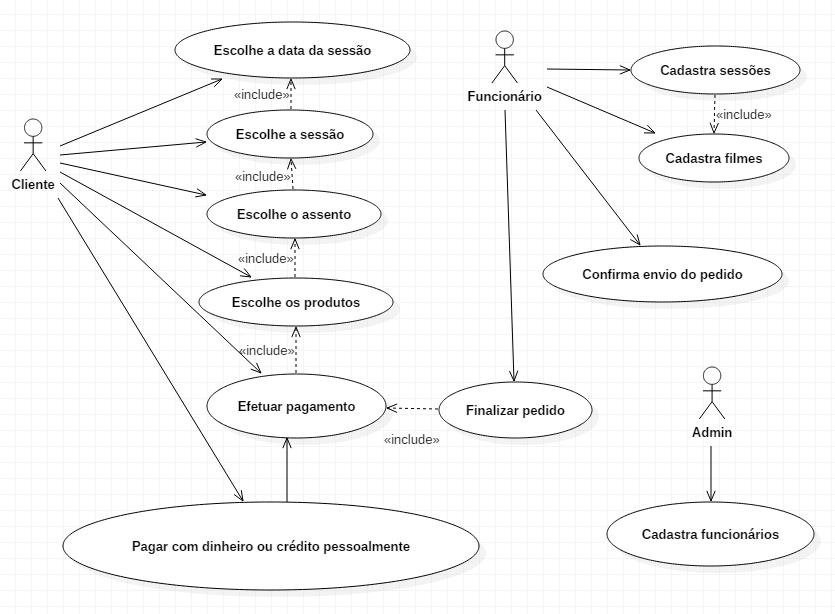 Escolhe a data da sessão
«include»
Escolhe a sessão
«include»
Escolhe o assento
«include»
Escolhe os produtos
«include»
Efetuar pagamento
Cliente
Pagar com dinheiro ou crédito pessoalmente
Funcionário
Cadastra sessões
«include»
Cadastra filmes
Confirma envio do pedido
Finalizar pedido
«include»
Admin
Cadastra funcionários